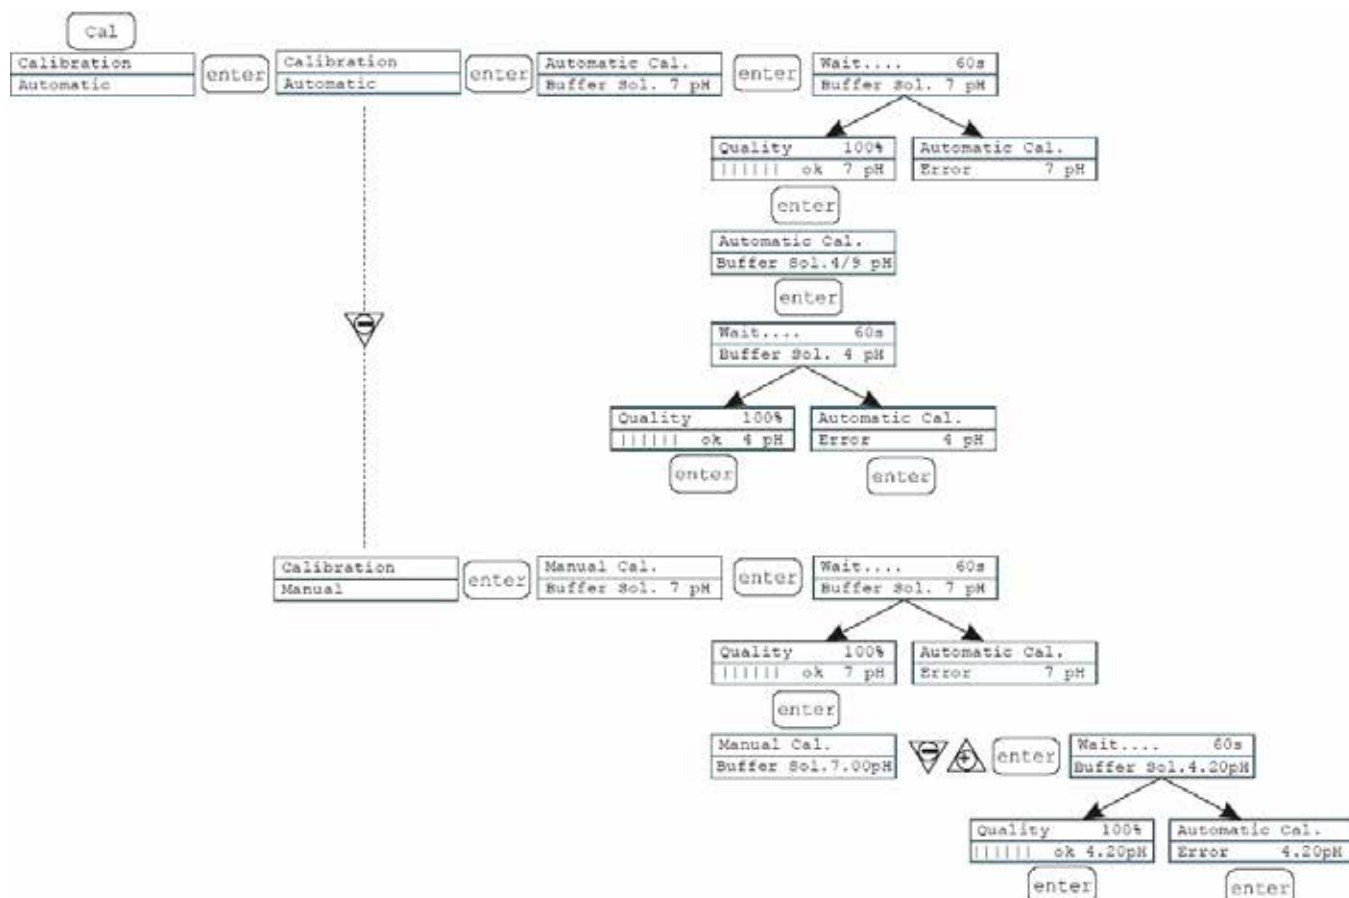 Cal
Calibration
Automatic
enter
Calibration
Automatic
enter
Automatic Cal.
Buffer Sol. 7 pH
enter
Wait.... 60s
Buffer Sol. 7 pH
Quality 100%
|||||| ok 7 pH
Automatic Cal.
Error 7 pH
enter
Automatic Cal.
Buffer Sol.4/9 pH
enter
Wait.... 60s
Buffer Sol. 4 pH
Quality 100%
|||||| ok 4 pH
Automatic Cal.
Error 4 pH
enter
enter
Calibration
Manual
enter
Manual Cal.
Buffer Sol. 7 pH
enter
Wait.... 60s
Buffer Sol. 7 pH
Quality 100%
|||||| ok 7 pH
Automatic Cal.
Error 7 pH
enter
Manual Cal.
Buffer Sol.7.00pH
enter
Wait.... 60s
Buffer Sol.4.20pH
Quality 100%
|||||| ok 4.20pH
Automatic Cal.
Error 4.20pH
enter
enter